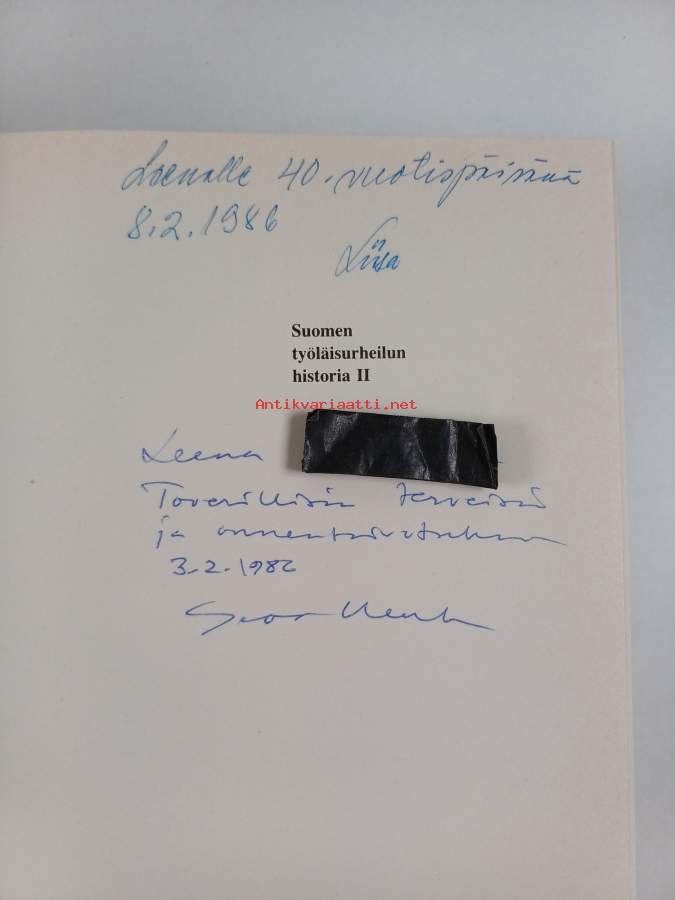 Leenalle 40-vuotispäivänä
8.2.1986
Liisa
Suomen
työläisurheilun
historia II
Antikvariaatti.net
Leena
Toverillisin terveisin
ja onnentoivotuksin
3.2.1986